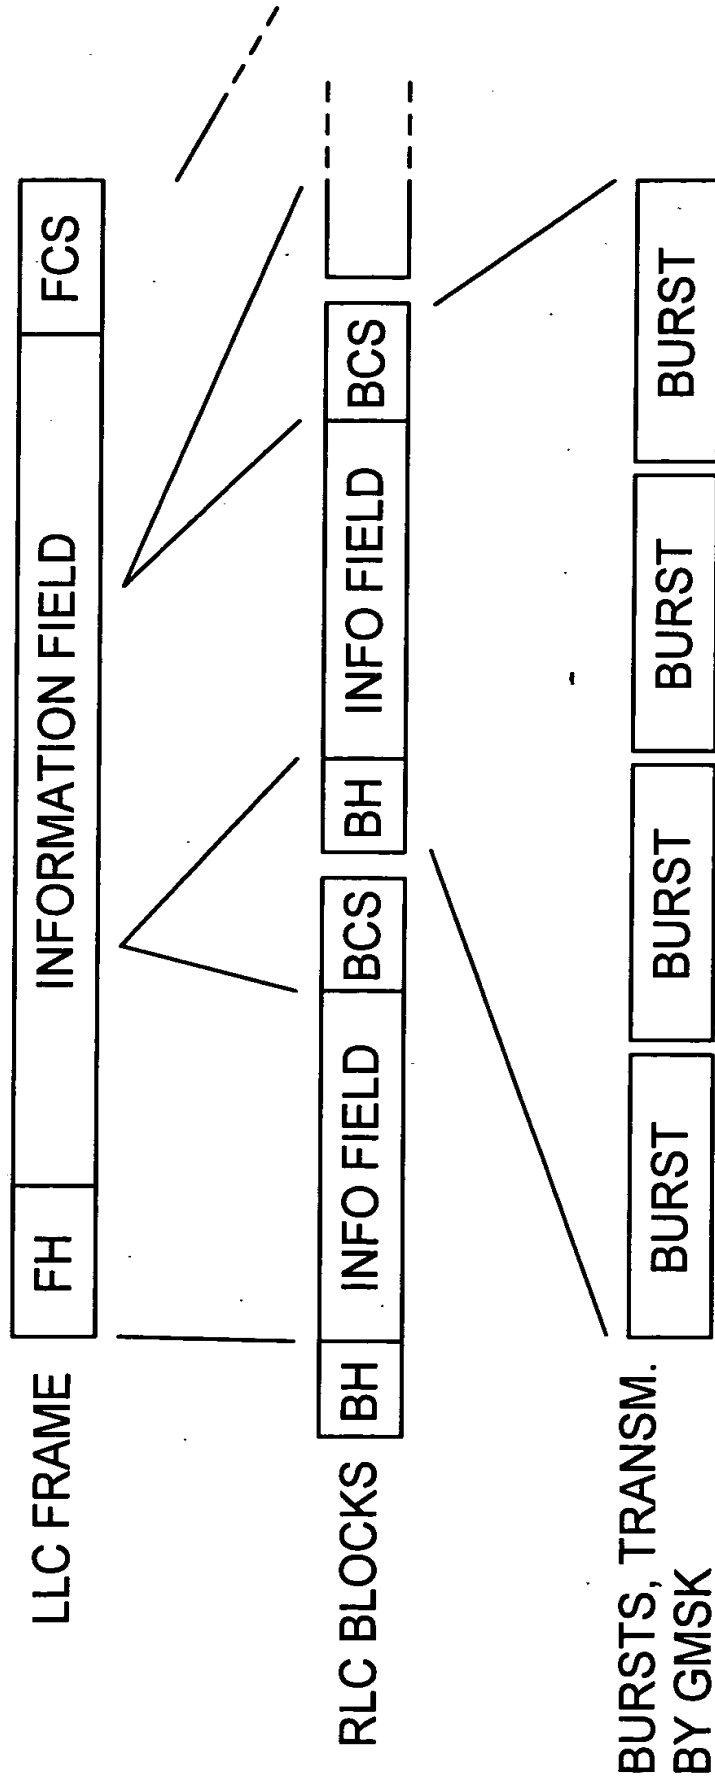 LLC FRAME
FH
INFORMATION FIELD
FCS
RLC BLOCKS
BH
INFO FIELD
BCS
BH
INFO FIELD
BCS
BURSTS, TRANSM.
BY GMSK
BURST
BURST
BURST
BURST